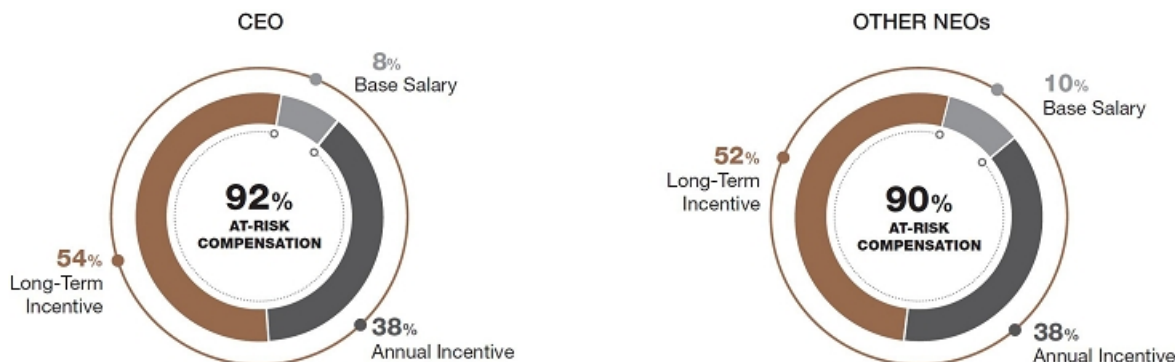 CEO
8%
Base Salary
92%
AT-RISK
COMPENSATION
54%
Long-Term
Incentive
38%
Annual Incentive
OTHER NEOs
10%
Base Salary
52%
Long-Term
Incentive
90%
AT-RISK
COMPENSATION
38%
Annual Incentive